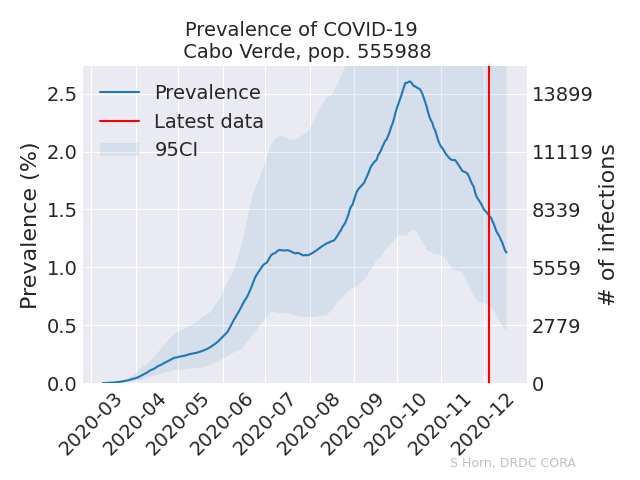 Prevalence of COVID-19
Cabo Verde, pop. 555988
Prevalence
Latest data
95CI
Prevalence (%)
2.5
2.0
1.5
1.0
0.5
0.0
13899
11119
8339
5559
2779
0
# of infections
2020-03
2020-04
2020-05
2020-06
2020-07
2020-08
2020-09
2020-10
2020-11
2020-12
S Horn, DRDC CORA